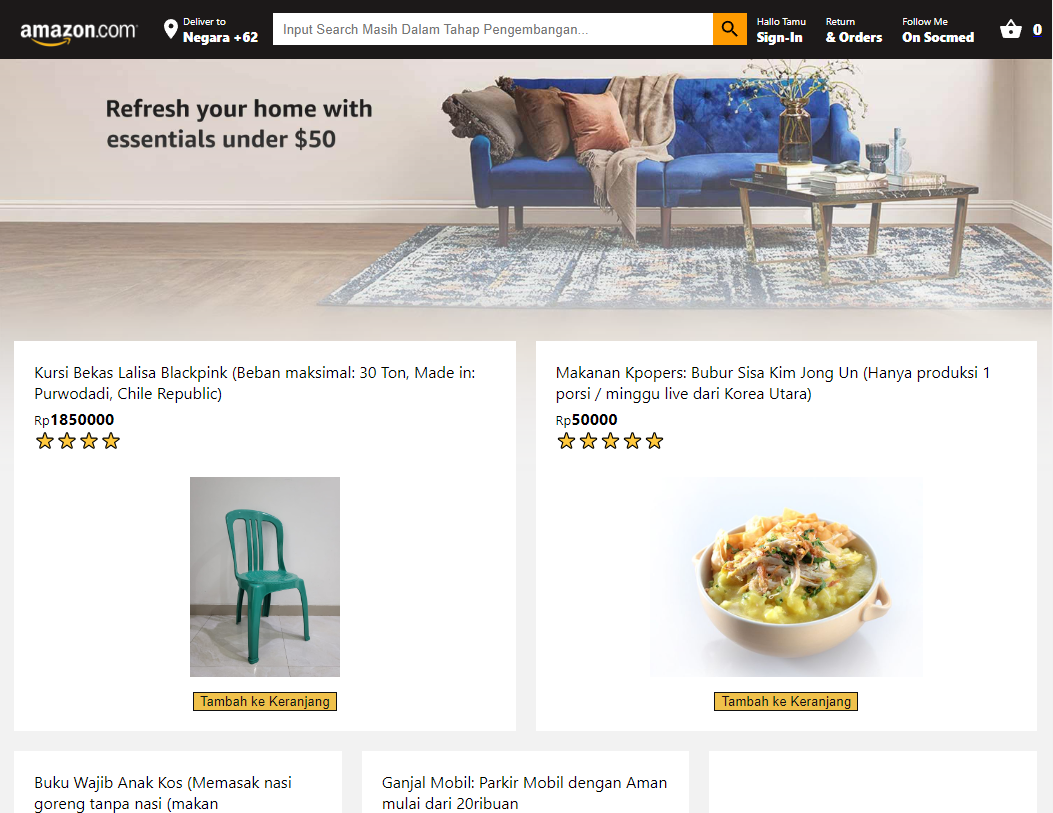 amazon.com
Deliver to
Negara +62
Input Search Masih Dalam Tahap Pengembangan...
Hallo Tamu
Sign-In
Return
& Orders
Follow Me
On Socmed
0
Refresh your home with
essentials under $50
Kursi Bekas Lalisa Blackpink (Beban maksimal: 30 Ton, Made in:
Purwodadi, Chile Republic)
Rp1850000
Tambah ke Keranjang
Makanan Kpopers: Bubur Sisa Kim Jong Un (Hanya produksi 1
porsi / minggu live dari Korea Utara)
Rp50000
Tambah ke Keranjang
Buku Wajib Anak Kos (Memasak nasi
goreng tanpa nasi (makan
Ganjal Mobil: Parkir Mobil dengan Aman
mulai dari 20ribuan